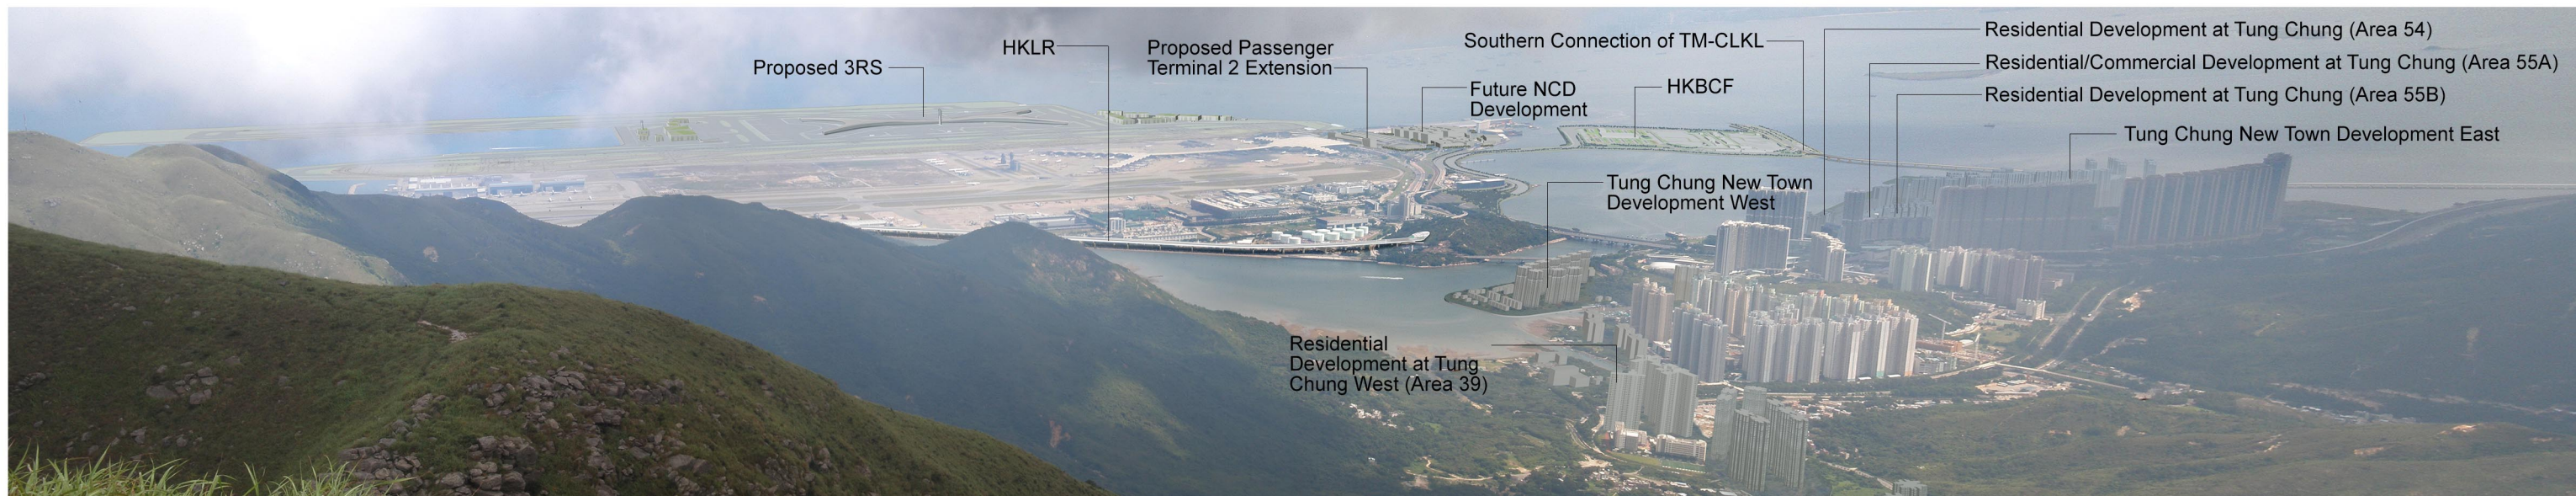 Proposed 3RS
HKLR
Proposed Passenger
Terminal 2 Extension
Future NCD
Development
Southern Connection of TM-CLKL
HKBCF
Residential Development at Tung Chung (Area 54)
Residential/Commercial Development at Tung Chung (Area 55A)
Residential Development at Tung Chung (Area 55B)
Tung Chung New Town Development East
Tung Chung New Town
Development West
Residential
Development at Tung
Chung West (Area 39)